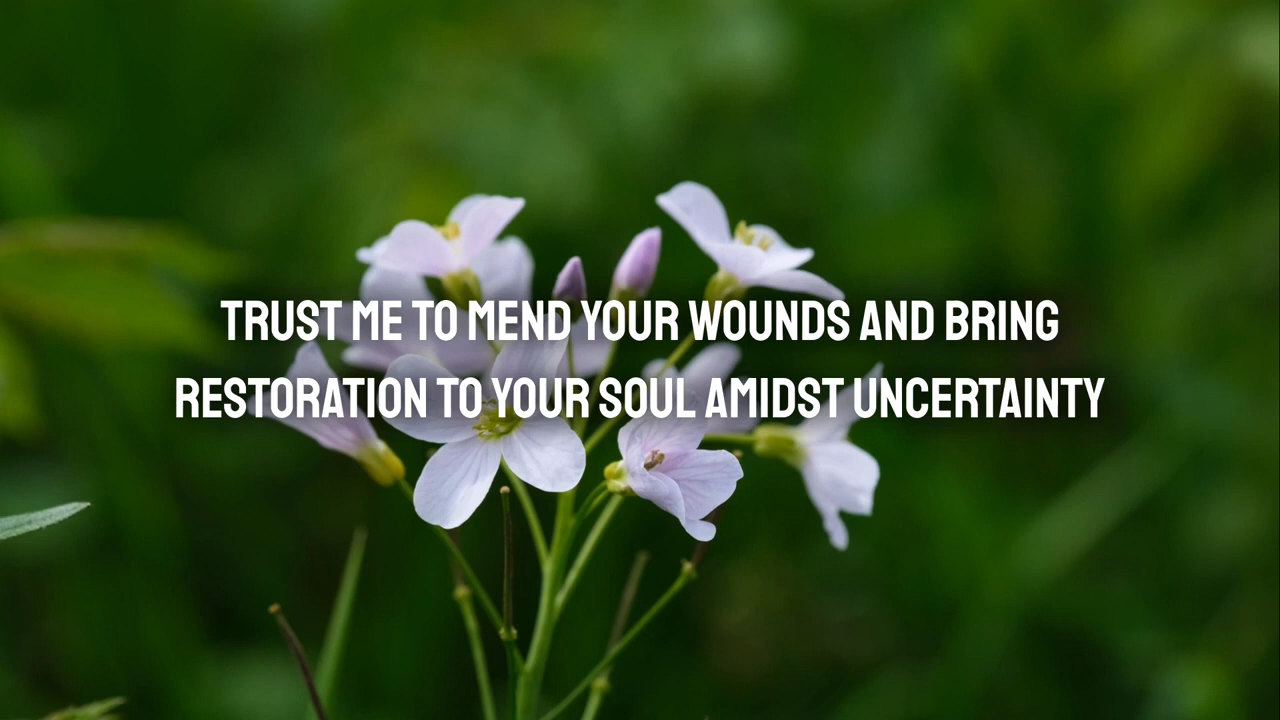 TRUST ME TO MEND YOUR WOUNDS AND BRING
RESTORATION TO YOUR SOUL AMIDST UNCERTAINTY